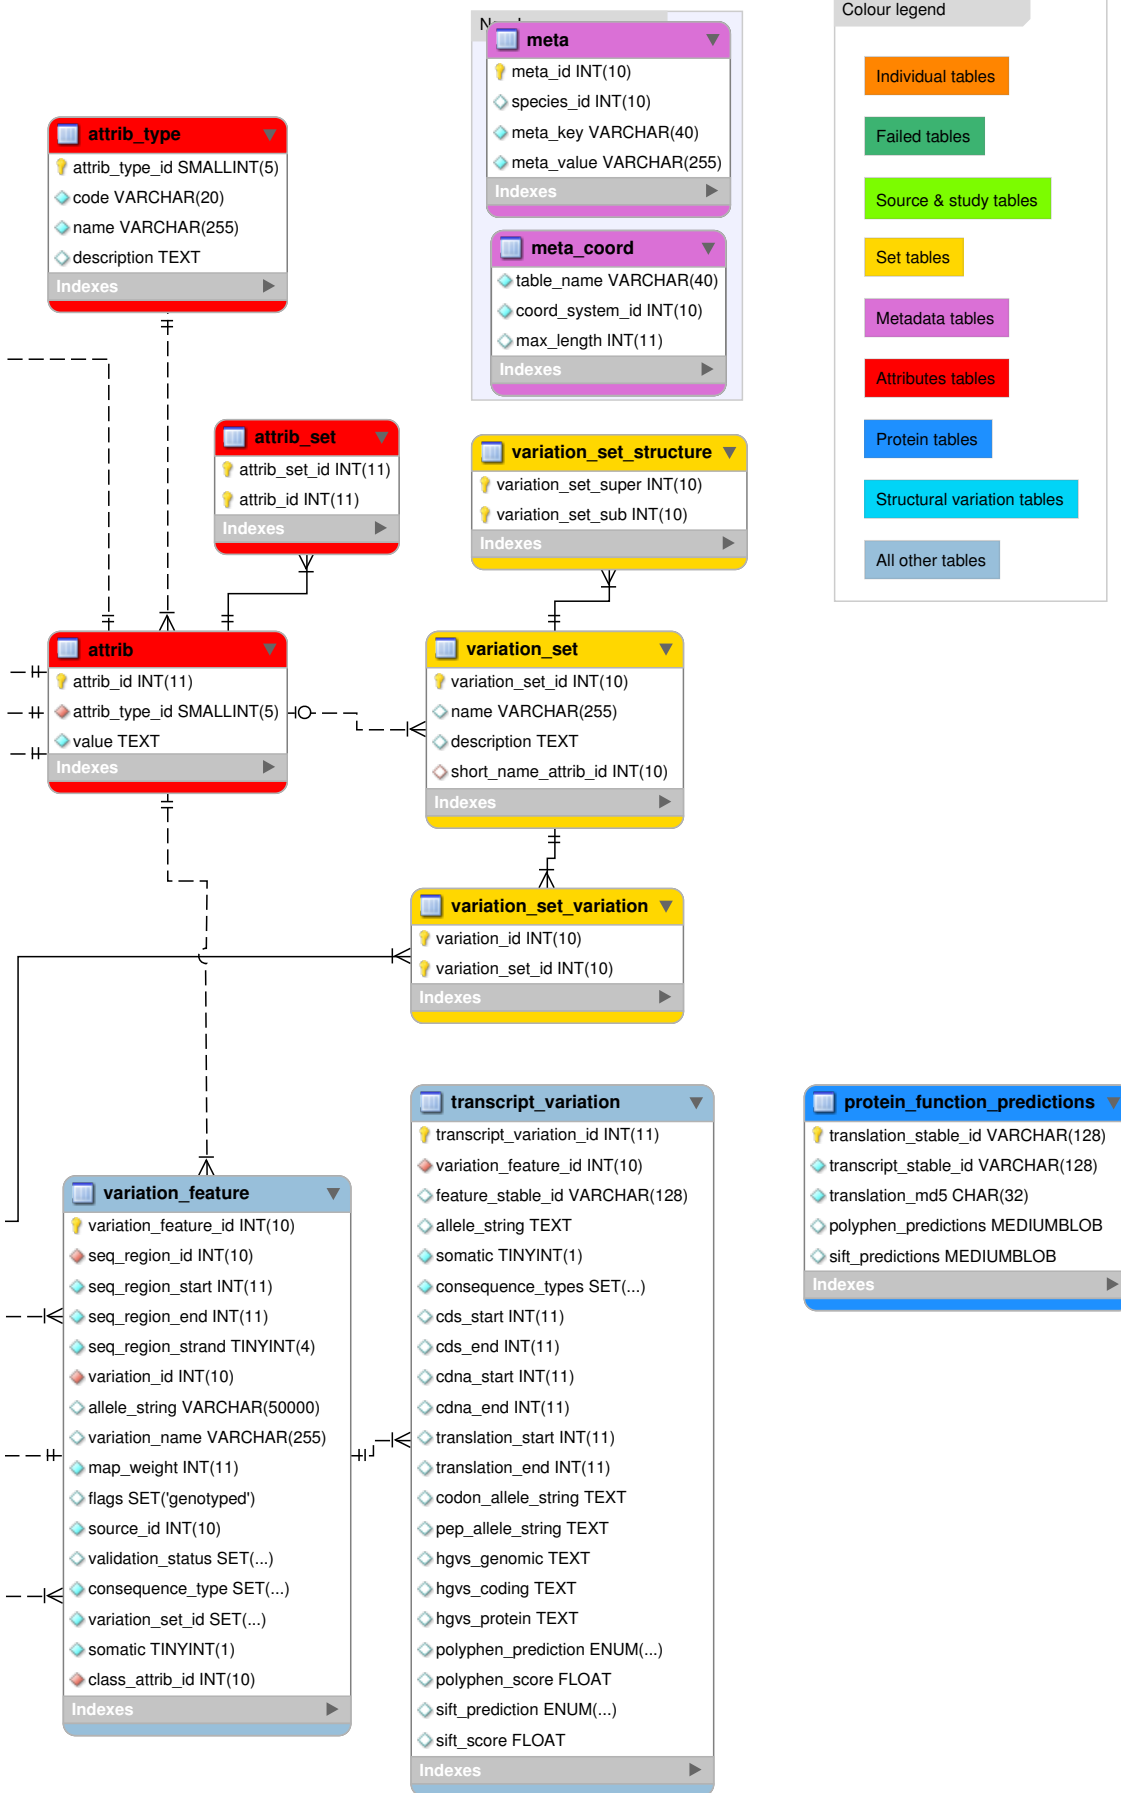 meta
meta_id INT(10)
species_id INT(10)
meta_key VARCHAR(40)
meta_value VARCHAR(255)
Indexes
meta_coord
table_name VARCHAR(40)
coord_system_id INT(10)
max_length INT(11)
Indexes
Colour legend
Individual tables
Failed tables
Source & study tables
Set tables
Metadata tables
Attributes tables
Protein tables
Structural variation tables
All other tables
attrib_type
attrib_type_id SMALLINT(5)
code VARCHAR(20)
name VARCHAR(255)
description TEXT
Indexes
attrib_set
attrib_set_id INT(11)
attrib_id INT(11)
Indexes
variation_set_structure
variation_set_super INT(10)
variation_set_sub INT(10)
Indexes
attrib
attrib_id INT(11)
attrib_type_id SMALLINT(5)
value TEXT
Indexes
variation_set
variation_set_id INT(10)
name VARCHAR(255)
description TEXT
short_name_attrib_id INT(10)
Indexes
variation_set_variation
variation_id INT(10)
variation_set_id INT(10)
Indexes
variation_feature
variation_feature_id INT(10)
seq_region_id INT(10)
seq_region_start INT(11)
seq_region_end INT(11)
seq_region_strand TINYINT(4)
variation_id INT(10)
allele_string VARCHAR(50000)
variation_name VARCHAR(255)
map_weight INT(11)
flags SET('genotyped')
source_id INT(10)
validation_status SET(...)
consequence_type SET(...)
variation_set_id SET(...)
somatic TINYINT(1)
class_attrib_id INT(10)
Indexes
transcript_variation
transcript_variation_id INT(11)
variation_feature_id INT(10)
feature_stable_id VARCHAR(128)
allele_string TEXT
somatic TINYINT(1)
consequence_types SET(...)
cds_start INT(11)
cds_end INT(11)
cdna_start INT(11)
cdna_end INT(11)
translation_start INT(11)
translation_end INT(11)
codon_allele_string TEXT
pep_allele_string TEXT
hgvs_genomic TEXT
hgvs_coding TEXT
hgvs_protein TEXT
polyphen_prediction ENUM(...)
polyphen_score FLOAT
sift_prediction ENUM(...)
sift_score FLOAT
Indexes
protein_function_predictions
translation_stable_id VARCHAR(128)
transcript_stable_id VARCHAR(128)
translation_md5 CHAR(32)
polyphen_predictions MEDIUMBLOB
sift_predictions MEDIUMBLOB
Indexes